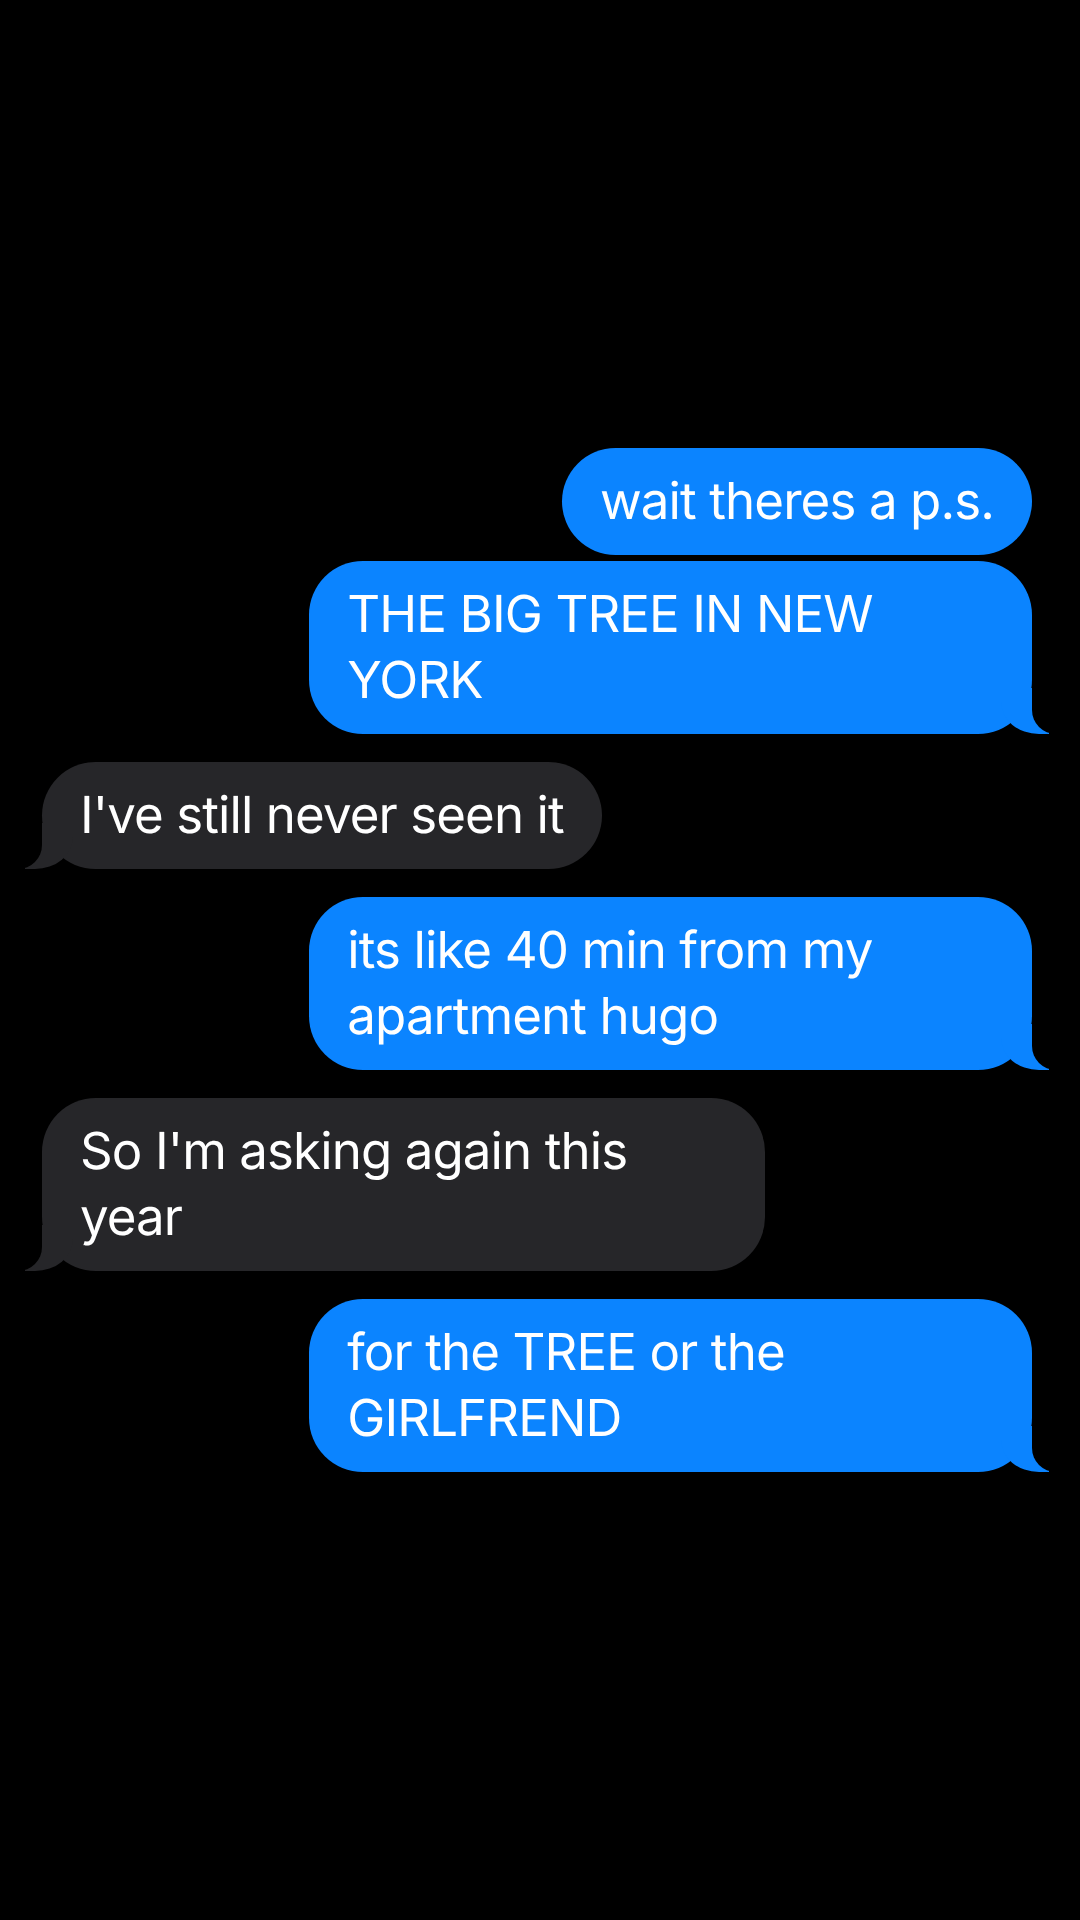 wait theres a p.s.
THE BIG TREE IN NEW
YORK
I've still never seen it
its like 40 min from my
apartment hugo
So I'm asking again this
year
for the TREE or the
GIRLFREND